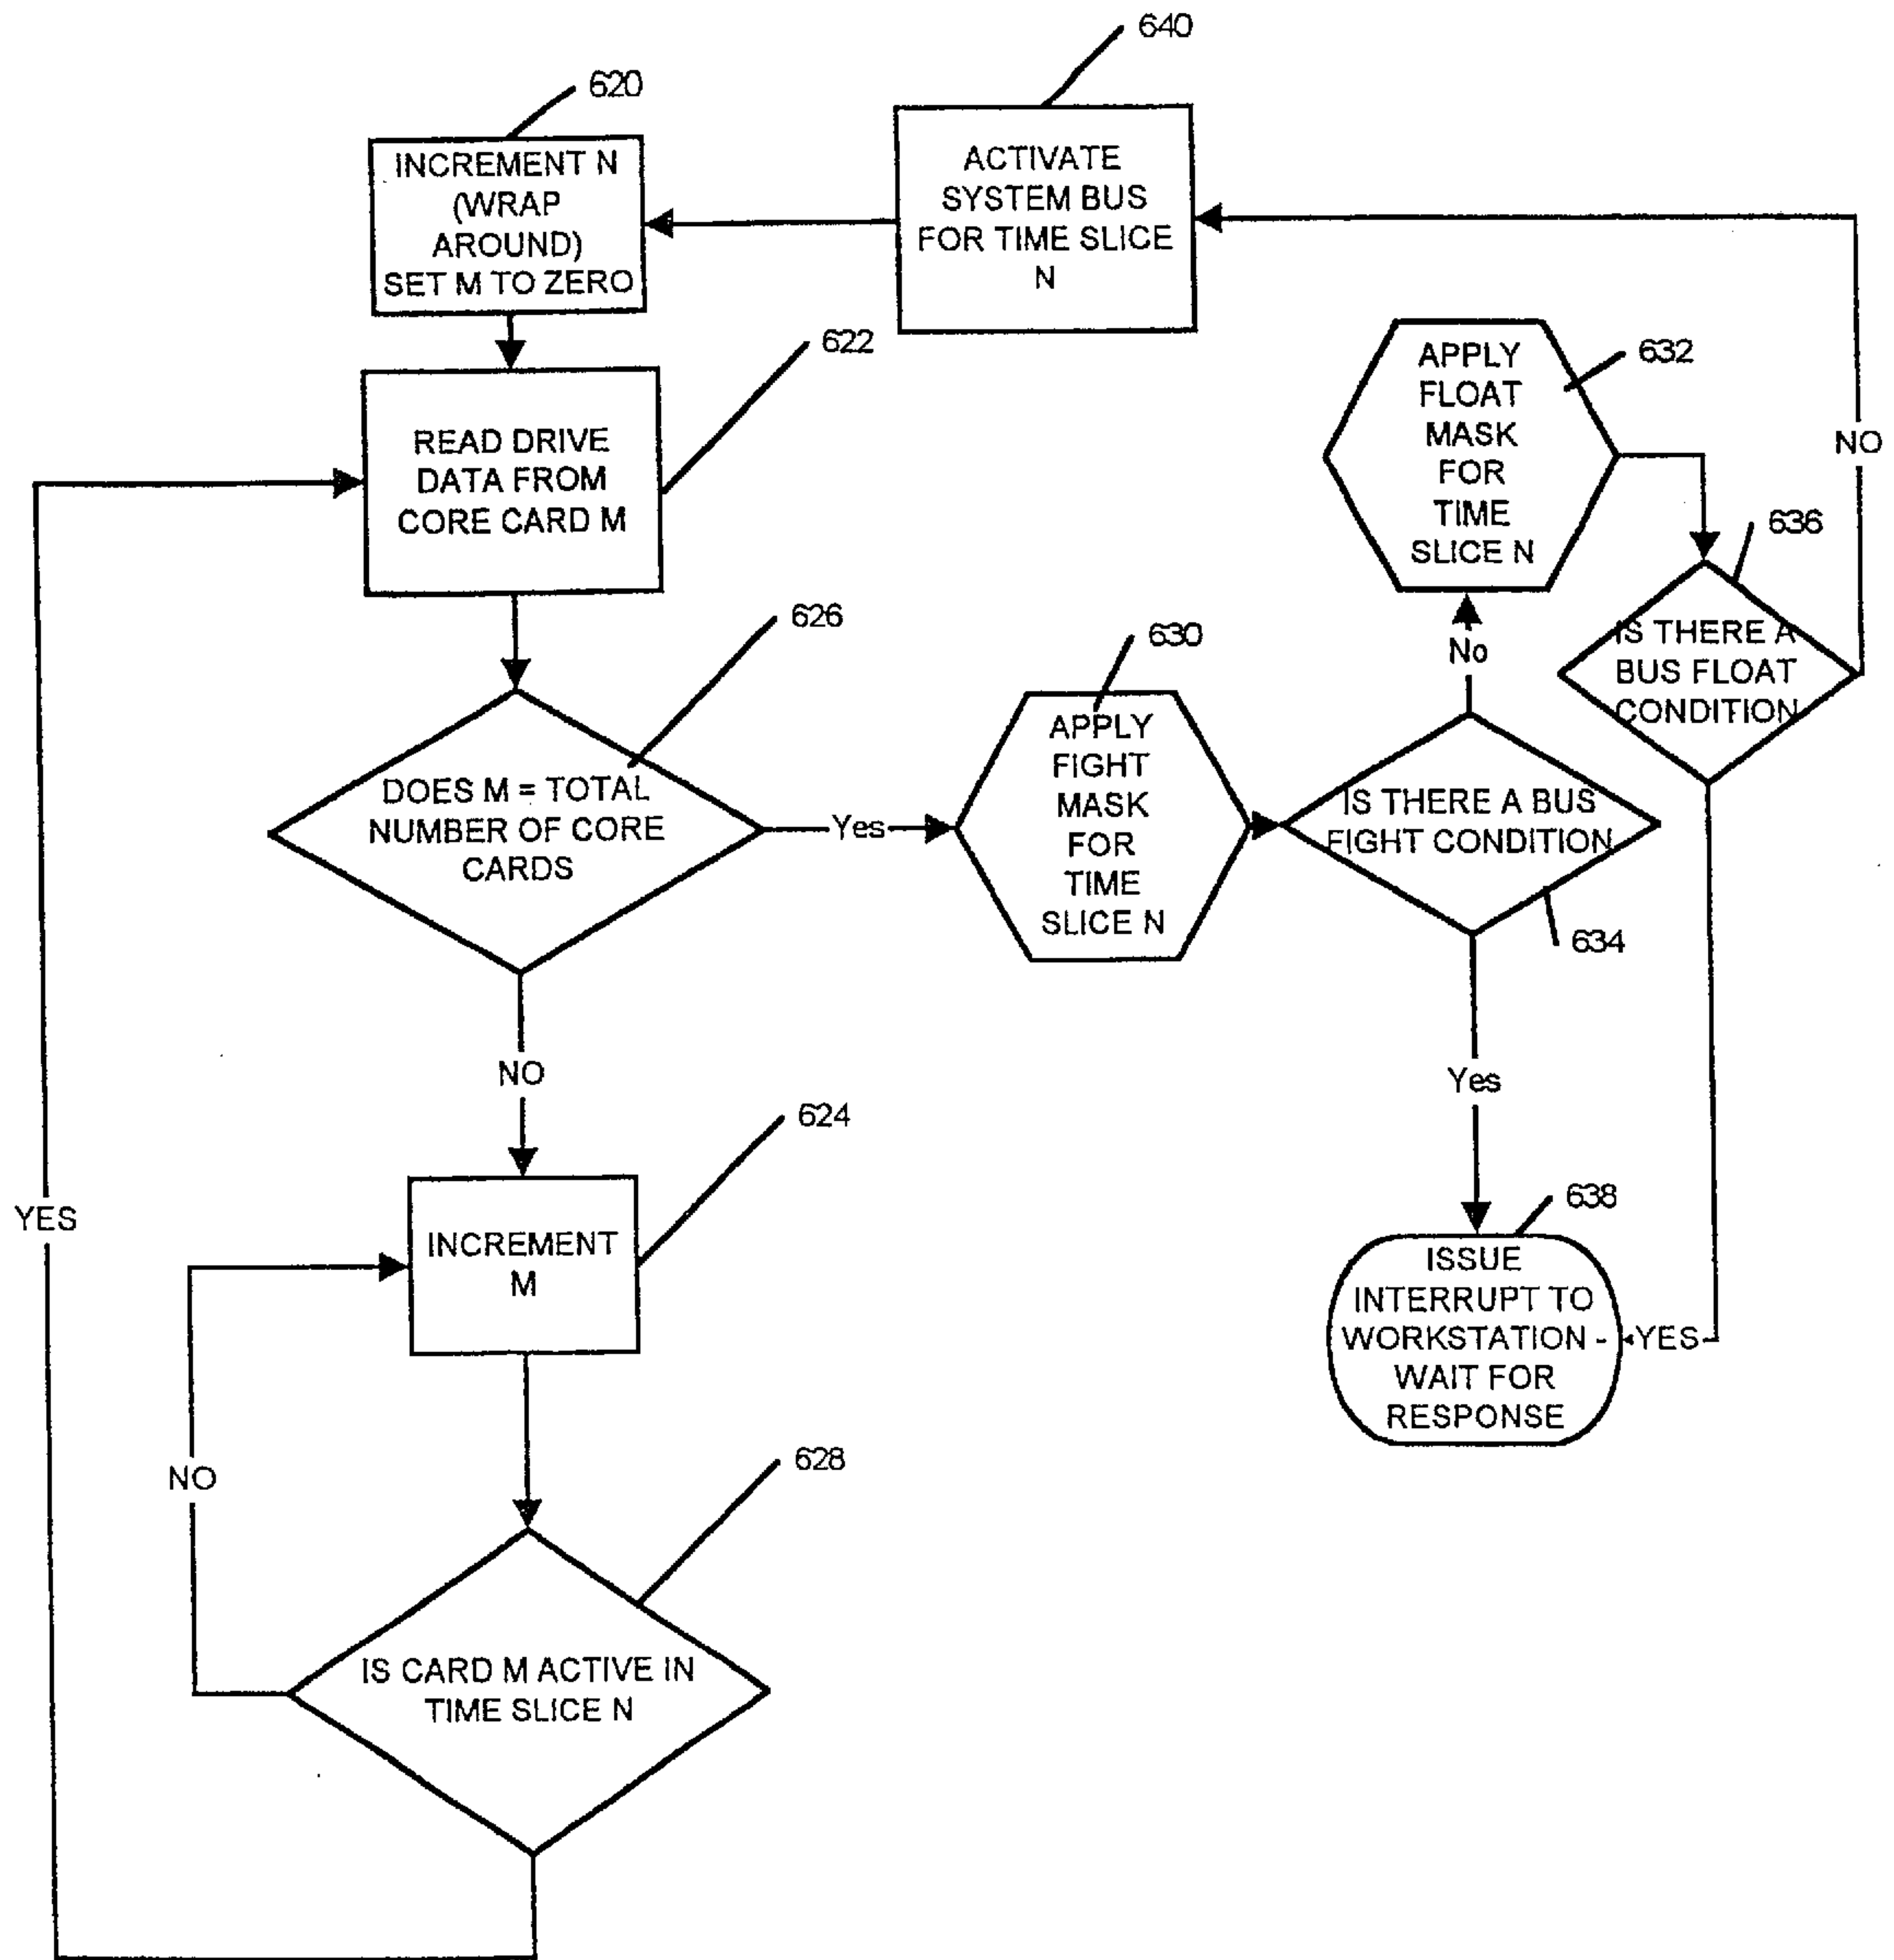 640
620
INCREMENT N
(WRAP
AROUND)
SET M TO ZERO
ACTIVATE
SYSTEM BUS
FOR TIME SLICE
N
622
READ DRIVE
DATA FROM
CORE CARD M
APPLY
FLOAT
MASK
FOR
TIME
SLICE N
632
NO
636
IS THERE A
BUS FLOAT
CONDITION
626
DOES M = TOTAL
NUMBER OF CORE
CARDS
Yes
630
APPLY
FIGHT
MASK
FOR
TIME
SLICE N
No
IS THERE A BUS
FIGHT CONDITION
634
NO
Yes
624
INCREMENT
M
YES
638
ISSUE
INTERRUPT TO
WORKSTATION -
WAIT FOR
RESPONSE
YES
NO
628
IS CARD M ACTIVE IN
TIME SLICE N